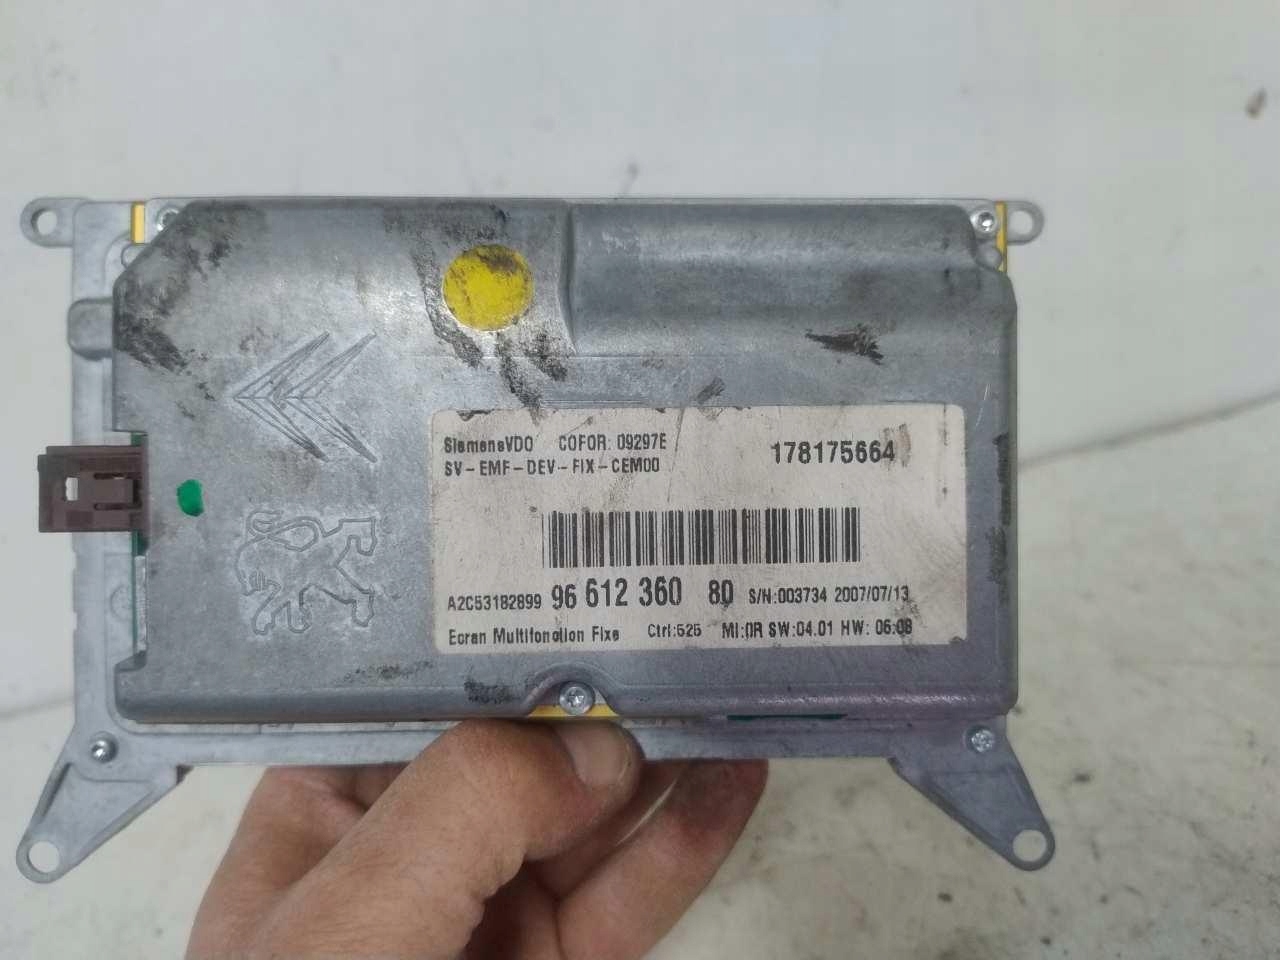 SiemensVDO COFOR: 09297E
SV-EMF-DEV-FIX-CEM00
178175664
A2C53182899 96 612 360 80 S/N:003734 2007/07/13
Ecran Multifonction Fixe Ctrl:525 MI:0R SW:04.01 HW: 06:08